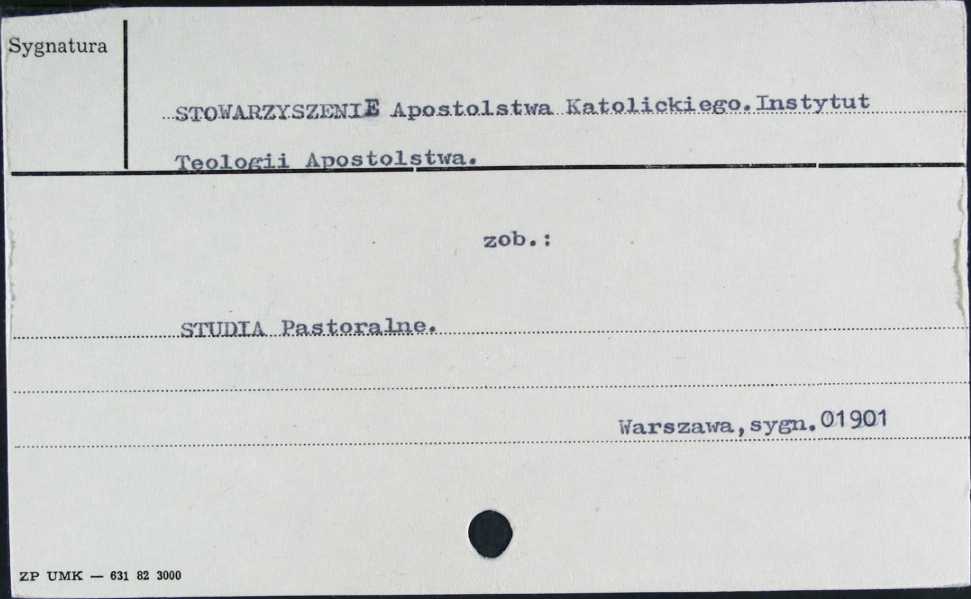 Sygnatura
STOWARZYSZENIE Apostolstwa Katolickiego.Instytut
Teologii Apostolstwa.
zob.:
STUDIA Pastoralne.
Warszawa,sygn.01901
ZP UMK — 631 82 3000